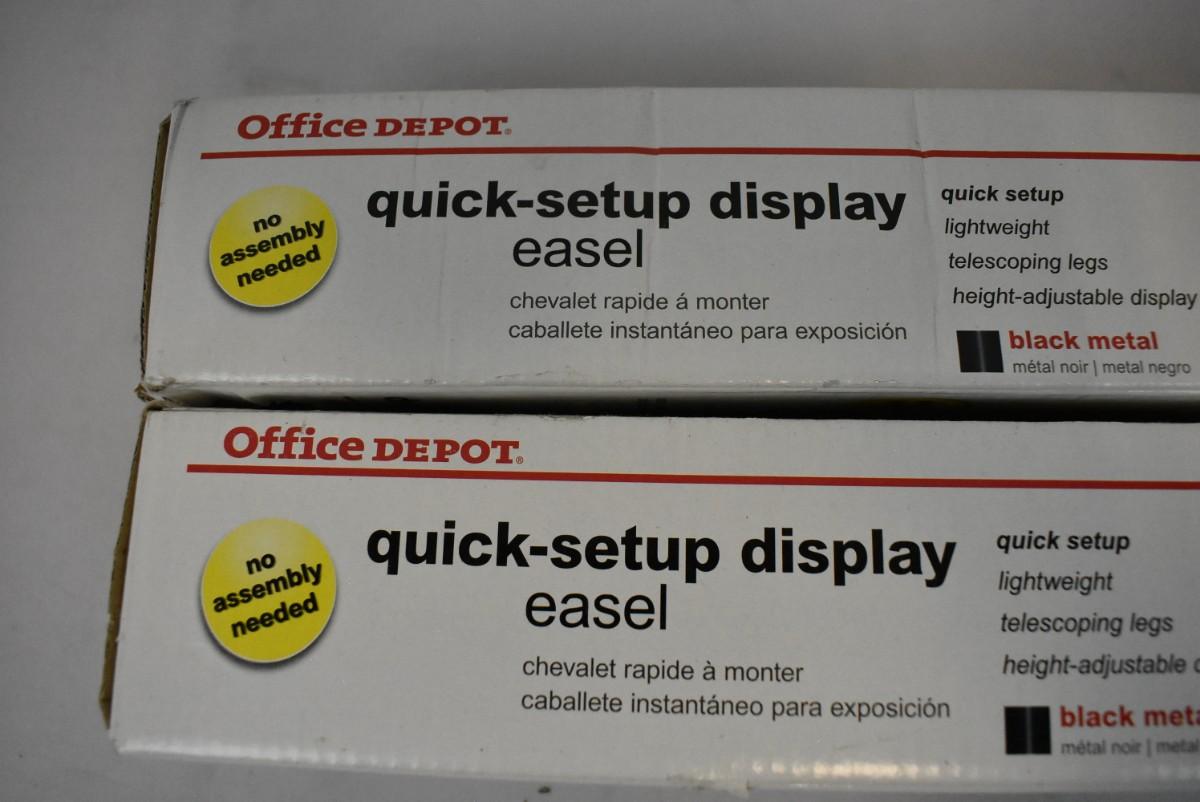 Office DEPOT®
no
assembly
needed
quick-setup display
easel
chevalet rapide á monter
caballete instantáneo para exposición
quick setup
lightweight
telescoping legs
height-adjustable display
black metal
métal noir | metal negro
Office DEPOT®
no
assembly
needed
quick-setup display
easel
chevalet rapide à monter
caballete instantáneo para exposición
quick setup
lightweight
telescoping legs
height-adjustable
black meta
métal noir | metal